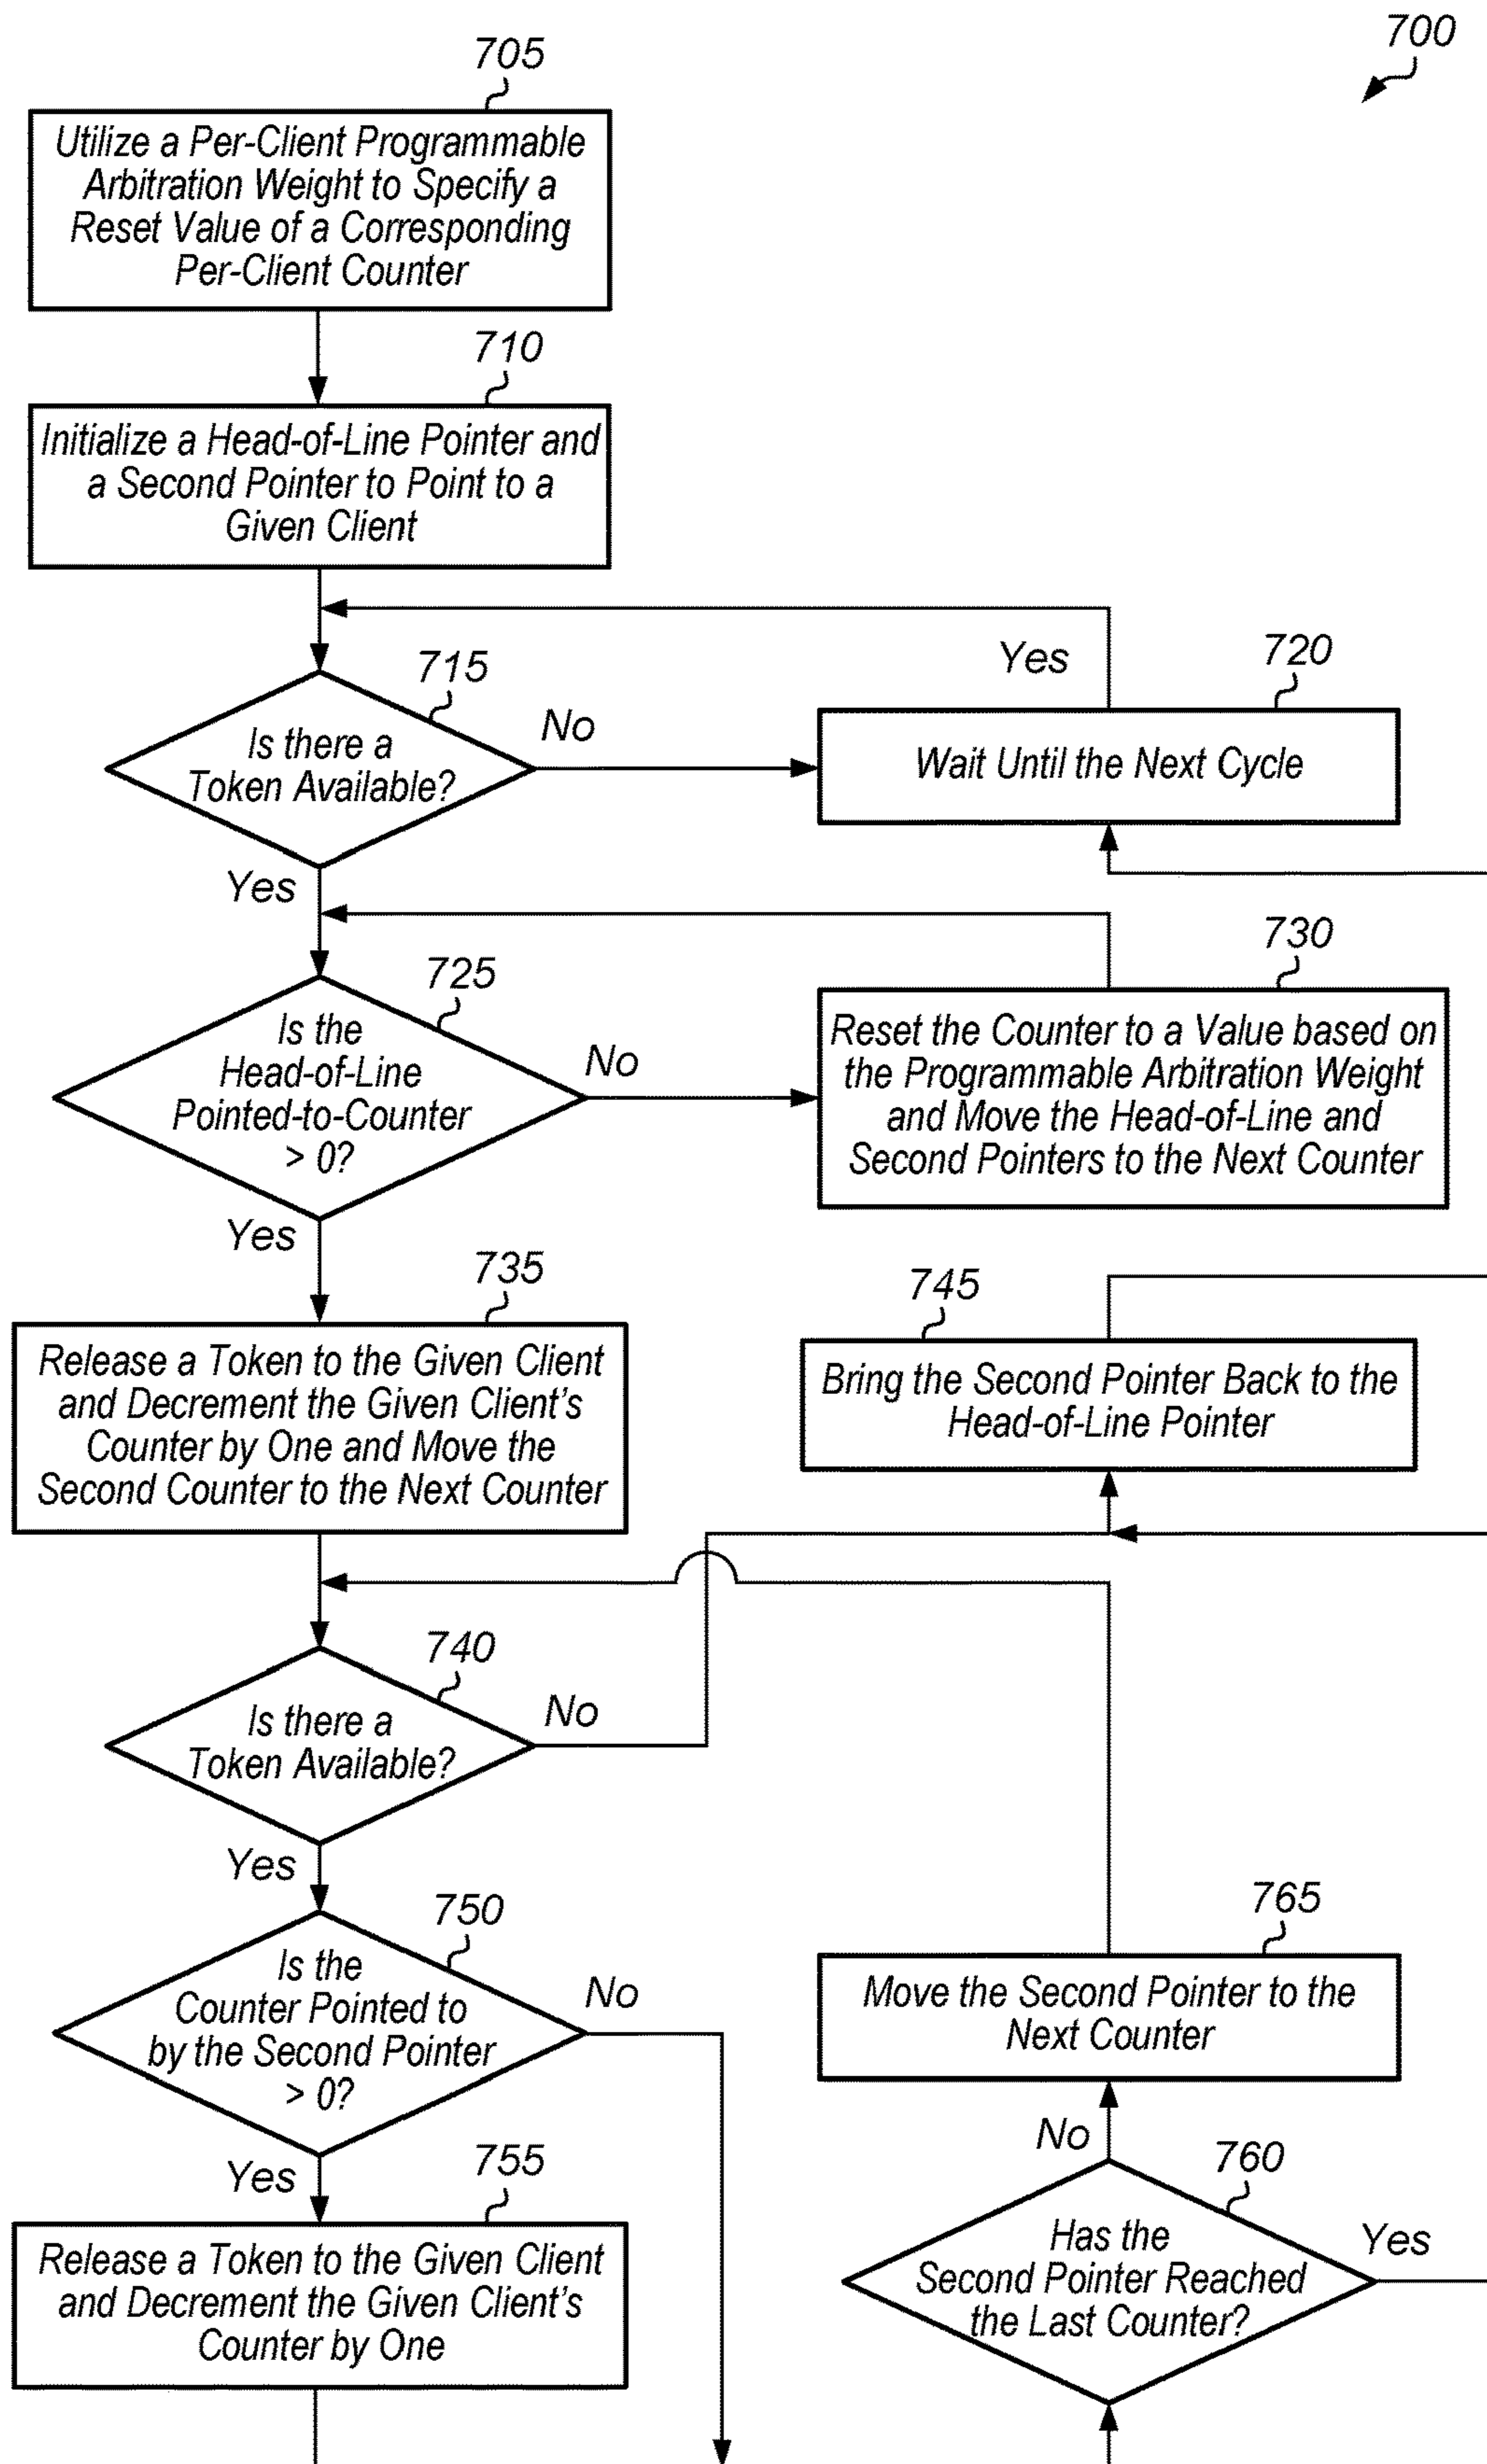 700
705
Utilize a Per-Client Programmable
Arbitration Weight to Specify a
Reset Value of a Corresponding
Per-Client Counter
710
Initialize a Head-of-Line Pointer and
a Second Pointer to Point to a
Given Client
715
Is there a
Token Available?
No
Yes
720
Wait Until the Next Cycle
Yes
725
Is the
Head-of-Line
Pointed-to-Counter
> 0?
No
730
Reset the Counter to a Value based on
the Programmable Arbitration Weight
and Move the Head-of-Line and
Second Pointers to the Next Counter
Yes
735
Release a Token to the Given Client
and Decrement the Given Client's
Counter by One and Move the
Second Counter to the Next Counter
745
Bring the Second Pointer Back to the
Head-of-Line Pointer
740
Is there a
Token Available?
No
Yes
750
Is the
Counter Pointed to
by the Second Pointer
> 0?
No
765
Move the Second Pointer to the
Next Counter
Yes
755
Release a Token to the Given Client
and Decrement the Given Client's
Counter by One
No
760
Has the
Second Pointer Reached
the Last Counter?
Yes